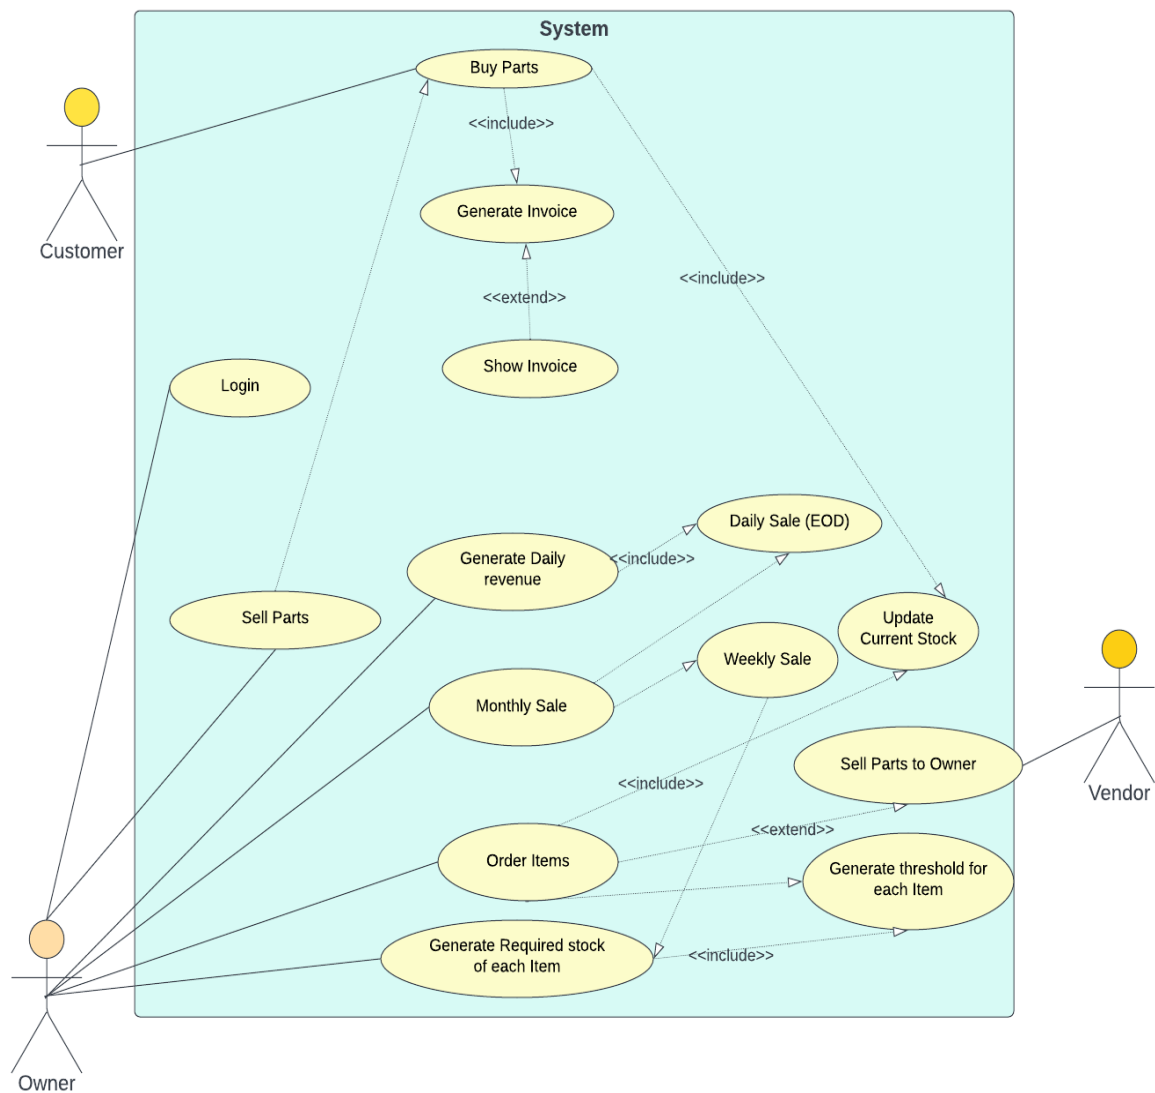 System
Buy Parts
<<include>>
Generate Invoice
Customer
<<include>>
<<extend>>
Show Invoice
Login
Daily Sale (EOD)
Generate Daily
revenue
<<include>>
Sell Parts
Update
Current Stock
Weekly Sale
Monthly Sale
Sell Parts to Owner
<<include>>
Vendor
<<extend>>
Order Items
Generate threshold for
each Item
Generate Required stock
of each Item
<<include>>
Owner